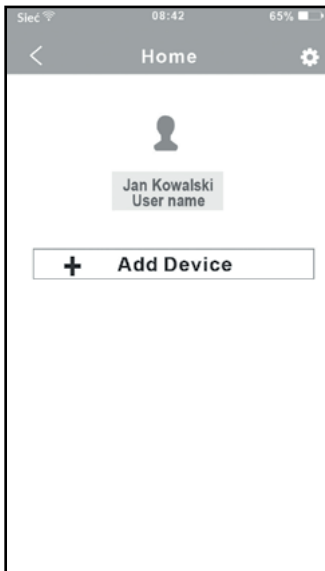 Sieć 08:42 65%
Home
Jan Kowalski
User name
+ Add Device